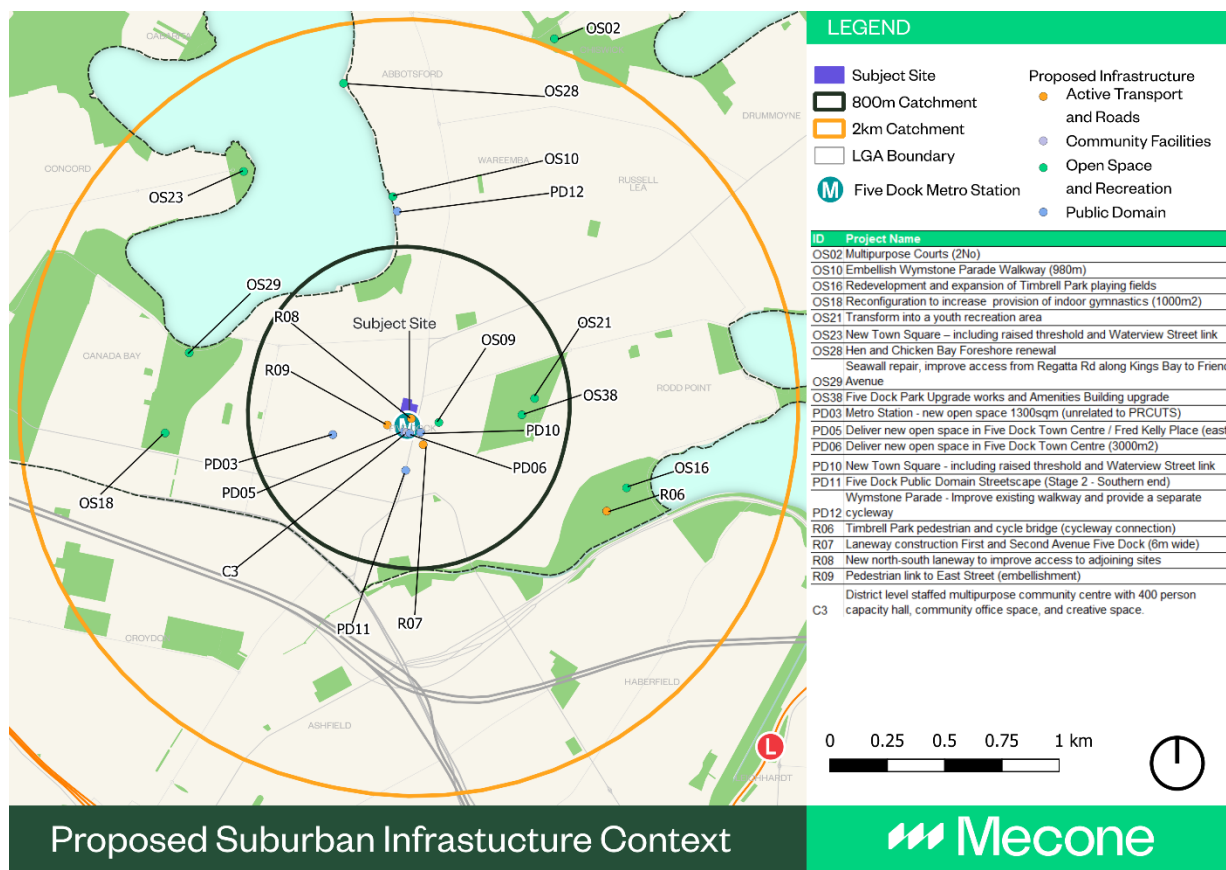 CABARITA
OS02
ABBOTSFORD
OS28
DRUMMOYNE
OS10
WAREEMBA
CONCORD
RUSSELL
LEA
PD12
OS23
OS29
R08
Subject Site
OS21
OS09
CANADA BAY
R09
RODD POINT
OS38
M
PD10
PD03
PD06
OS16
PD05
R06
OS18
C3
PD11
R07
CROYDON
HABERFIELD
ASHFIELD
L
LEGEND
Subject Site
800m Catchment
2km Catchment
LGA Boundary
M Five Dock Metro Station
Proposed Infrastructure
Active Transport
and Roads
Community Facilities
Open Space
and Recreation
Public Domain
ID Project Name
OS02 Multipurpose Courts (2No)
OS10 Embellish Wymstone Parade Walkway (980m)
OS16 Redevelopment and expansion of Timbrell Park playing fields
OS18 Reconfiguration to increase provision of indoor gymnastics (1000m2)
OS21 Transform into a youth recreation area
OS23 New Town Square – including raised threshold and Waterview Street link
OS28 Hen and Chicken Bay Foreshore renewal
Seawall repair, improve access from Regatta Rd along Kings Bay to Friend
OS29 Avenue
OS38 Five Dock Park Upgrade works and Amenities Building upgrade
PD03 Metro Station - new open space 1300sqm (unrelated to PRCUTS)
PD05 Deliver new open space in Five Dock Town Centre / Fred Kelly Place (east
PD06 Deliver new open space in Five Dock Town Centre (3000m2)
PD10 New Town Square - including raised threshold and Waterview Street link
PD11 Five Dock Public Domain Streetscape (Stage 2 - Southern end)
Wymstone Parade - Improve existing walkway and provide a separate
PD12 cycleway
R06 Timbrell Park pedestrian and cycle bridge (cycleway connection)
R07 Laneway construction First and Second Avenue Five Dock (6m wide)
R08 New north-south laneway to improve access to adjoining sites
R09 Pedestrian link to East Street (embellishment)
District level staffed multipurpose community centre with 400 person
C3 capacity hall, community office space, and creative space.
0 0.25 0.5 0.75 1 km
Proposed Suburban Infrastucture Context
Mecone